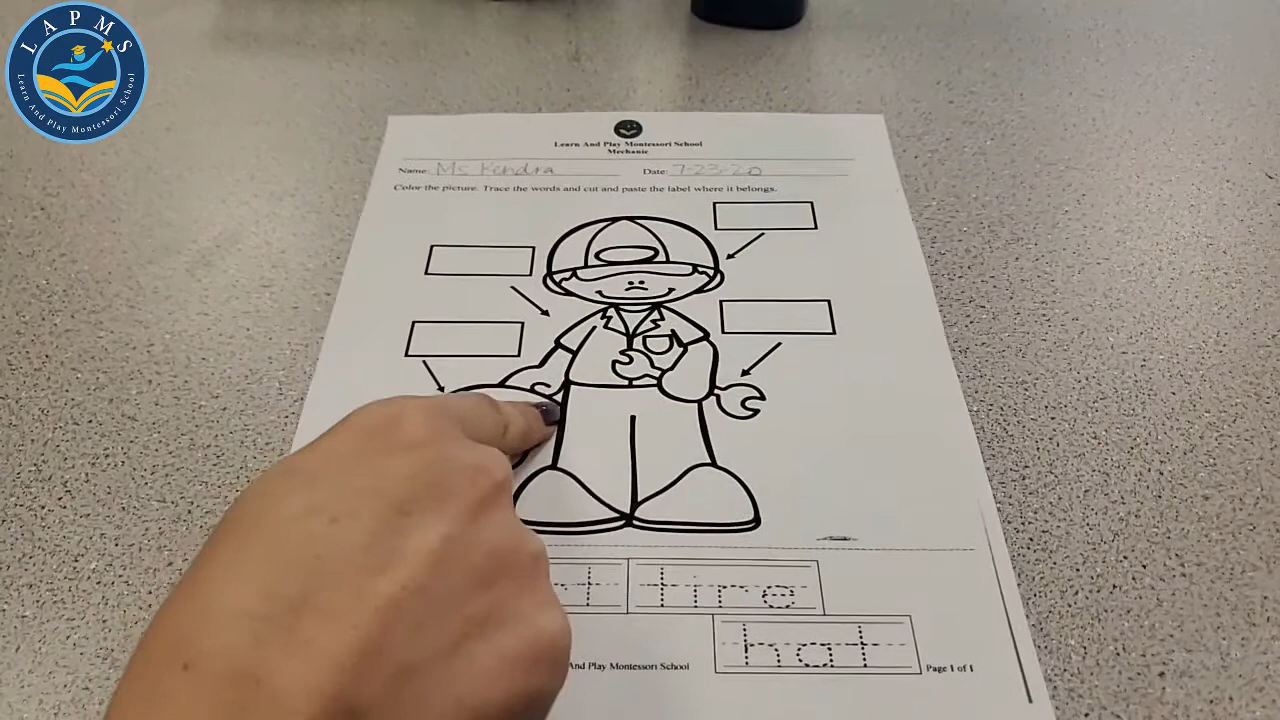 LAPMS
Learn And Play Montessori School
Learn And Play Montessori School
Mechanic
Name: Ms Kendra Date: 7-23-20
Color the picture. Trace the words and cut and paste the label where it belongs.
tire
hat
And Play Montessori School
Page 1 of 1